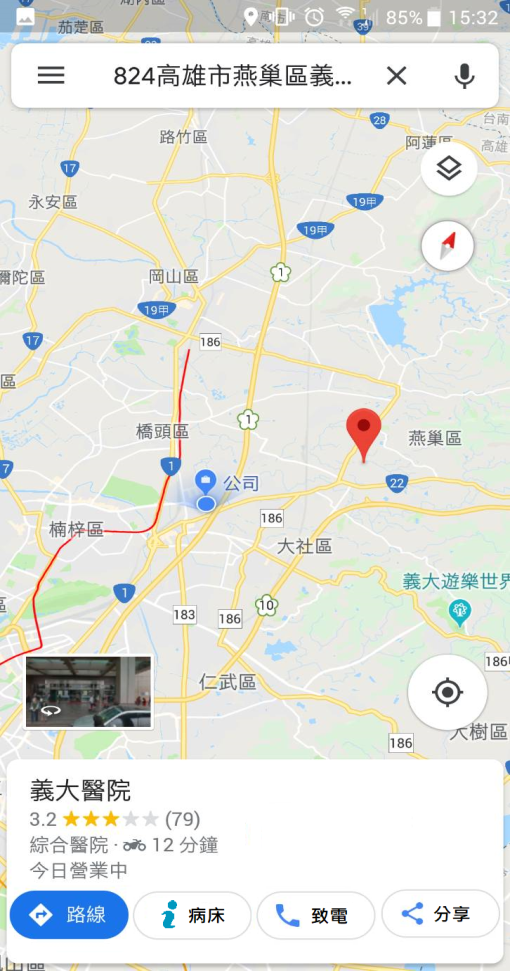 85% 15:32
茄萣區
39
824高雄市燕巢區義...
28
台南
路竹區
阿蓮區
高雄
17
永安區
19甲
19甲
彌陀區
岡山區
1
19甲
17
186
區
1
橋頭區
燕巢區
7
1
公司
22
186
楠梓區
大社區
義大遊樂世界
區
1
183
186
10
186
仁武區
大樹區
186
義大醫院
3.2 (79)
綜合醫院 · 12 分鐘
今日營業中
路線 病床 致電 分享